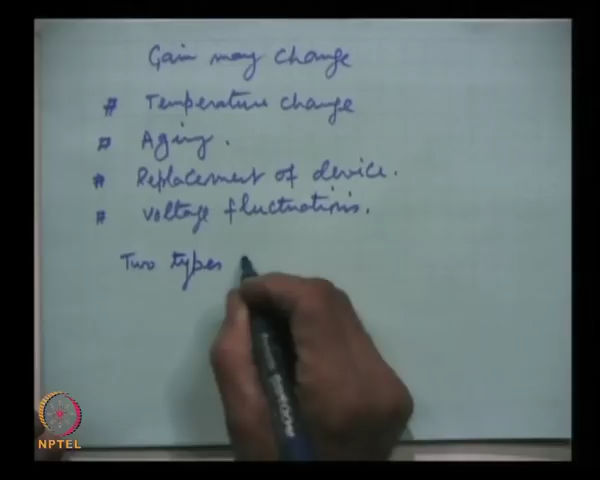 Gain may change
# Temperature change
# Aging.
# Replacement of device.
# Voltage fluctuations.
Two types
NPTEL